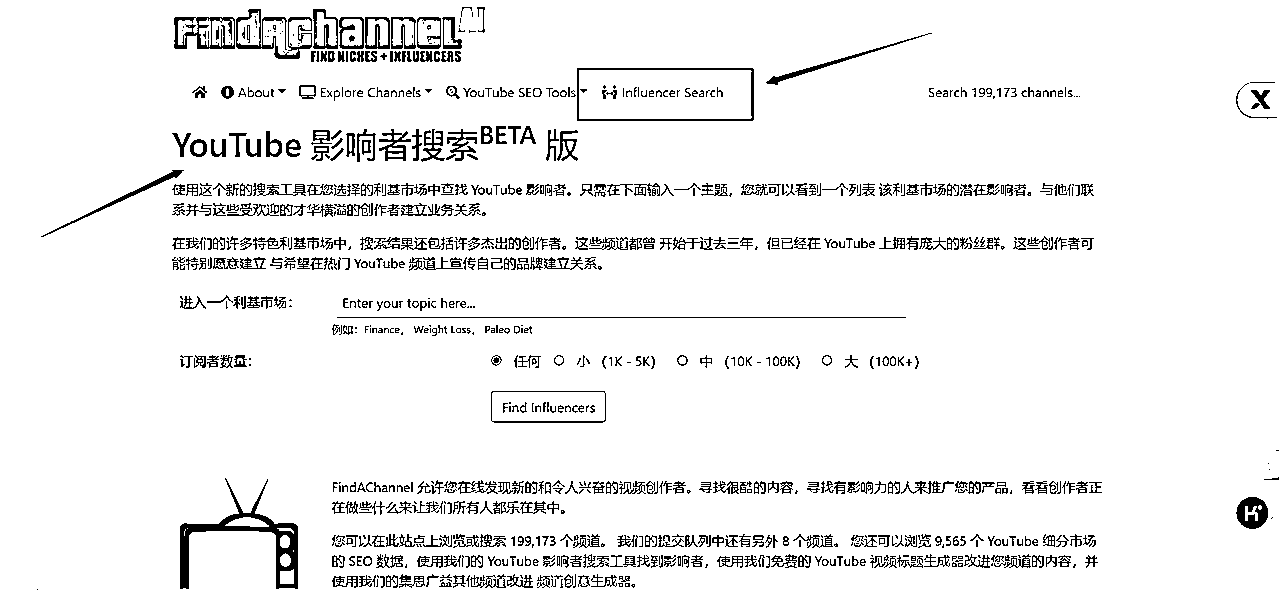 FindAChannel AI
FIND NICHES + INFLUENCERS
About Explore Channels YouTube SEO Tools Influencer Search Search 199,173 channels...
X
YouTube 影响者搜索BETA 版
使用这个新的搜索工具在您选择的利基市场中查找 YouTube 影响者。只需在下面输入一个主题，您就可以看到一个列表 该利基市场的潜在影响者。与他们联
系并与这些受欢迎的才华横溢的创作者建立业务关系。
在我们的许多特色利基市场中，搜索结果还包括许多杰出的创作者。这些频道都曾 开始于过去三年，但已经在 YouTube 上拥有庞大的粉丝群。这些创作者可
能特别愿意建立 与希望在热门 YouTube 频道上宣传自己的品牌建立关系。
进入一个利基市场： Enter your topic here...
例如：Finance， Weight Loss， Paleo Diet
订阅者数量： 任何 小 (1K - 5K) 中 (10K - 100K) 大 (100K+)
Find Influencers
FindAChannel 允许您在线发现新的和令人兴奋的视频创作者。寻找很酷的内容，寻找有影响力的人来推广您的产品，看看创作者正
在做些什么来让我们所有人都乐在其中。
您可以在此站点上浏览或搜索 199,173 个频道。 我们的提交队列中还有另外 8 个频道。 您还可以浏览 9,565 个 YouTube 细分市场
的 SEO 数据，使用我们的 YouTube 影响者搜索工具找到影响者，使用我们免费的 YouTube 视频标题生成器改进您频道的内容，并
使用我们的集思广益其他频道改进 频道创意生成器。